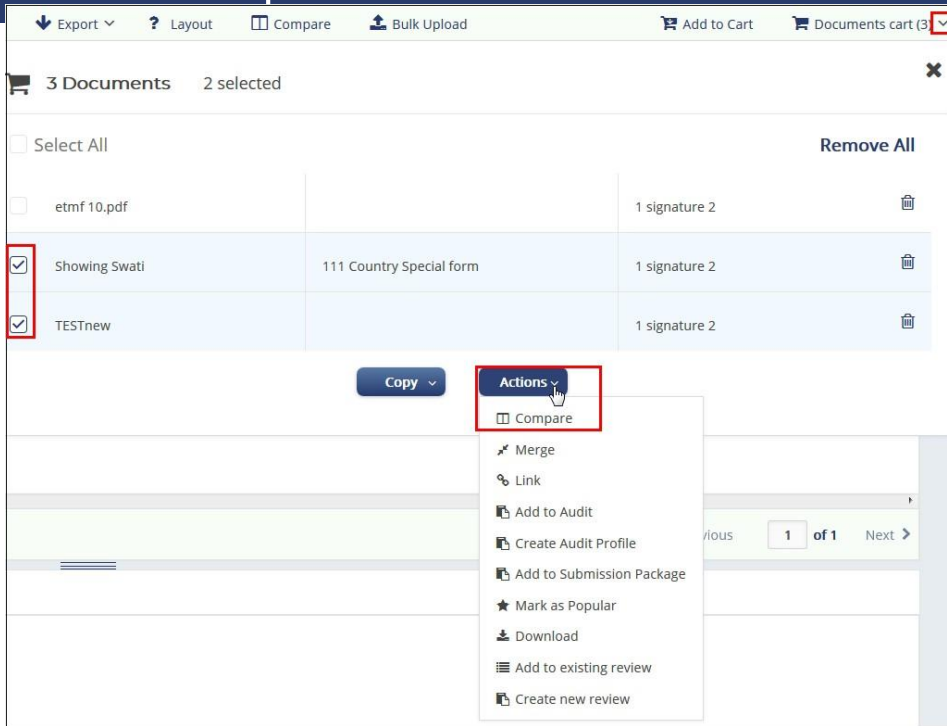 Export ? Layout Compare Bulk Upload Add to Cart Documents cart (3)
3 Documents 2 selected
Select All Remove All
etmf 10.pdf 1 signature 2
Showing Swati 111 Country Special form 1 signature 2
TESTnew 1 signature 2
Copy Actions
Compare
Merge
Link
Add to Audit
Create Audit Profile vious 1 of 1 Next
Add to Submission Package
Mark as Popular
Download
Add to existing review
Create new review